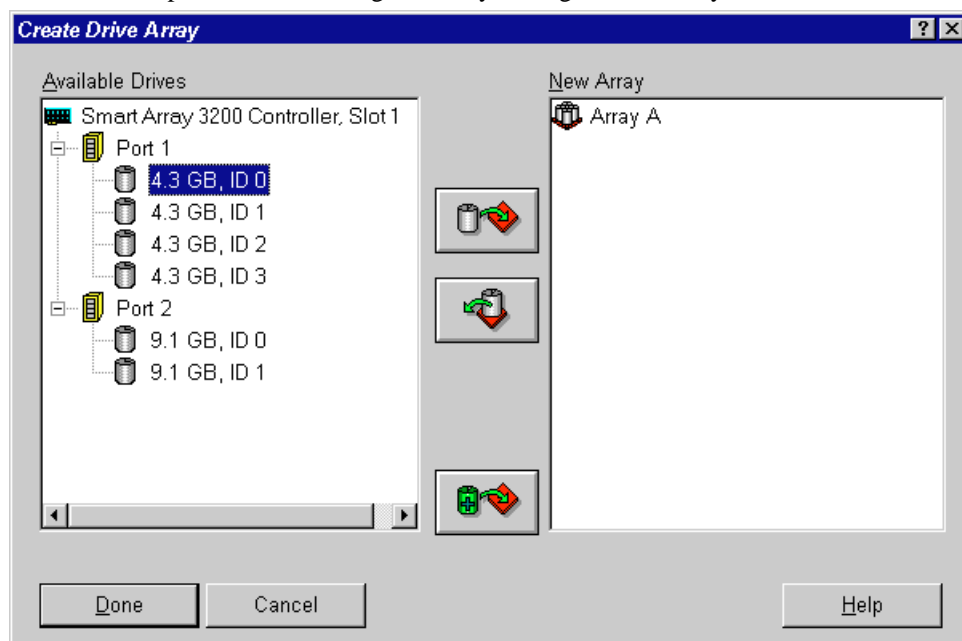 Create Drive Array
Available Drives
Smart Array 3200 Controller, Slot 1
Port 1
4.3 GB, ID 0
4.3 GB, ID 1
4.3 GB, ID 2
4.3 GB, ID 3
Port 2
9.1 GB, ID 0
9.1 GB, ID 1
New Array
Array A
Done
Cancel
Help